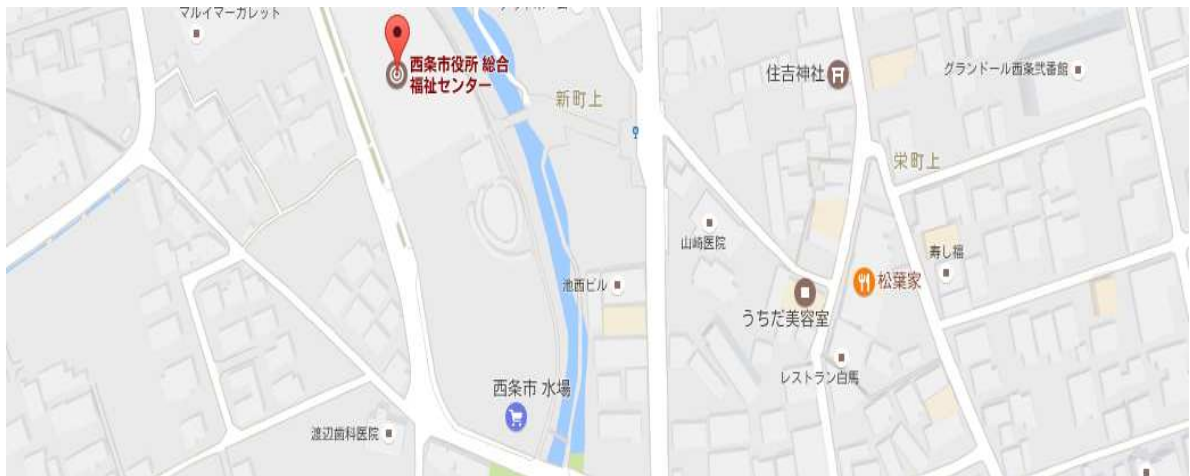 マルイマーガレット
西条市役所 総合
福祉センター
新町上
住吉神社
グランドール西条弐番館
栄町上
山崎医院
寿し福
池西ビル
松葉家
うちだ美容室
レストラン白馬
西条市 水場
渡辺歯科医院